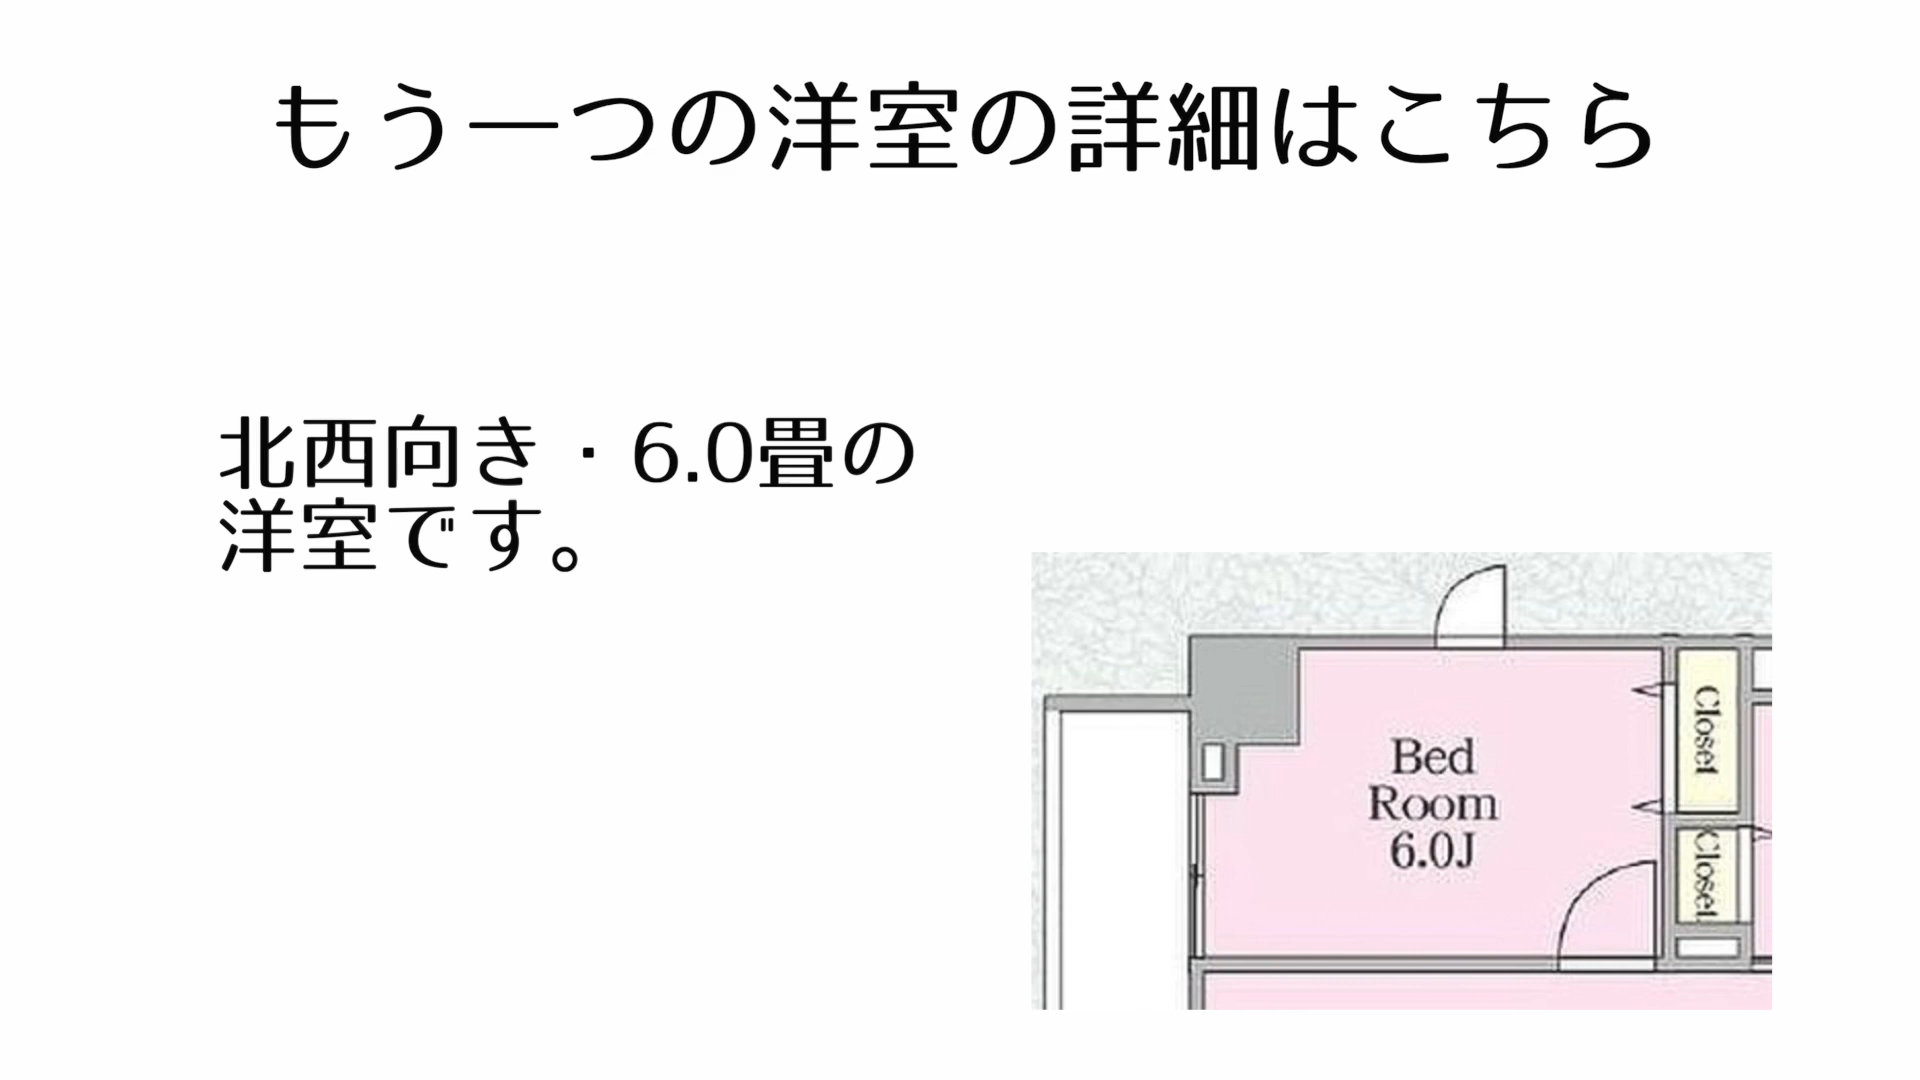 もう一つの洋室の詳細はこちら
北西向き・6.0畳の
洋室です。
Bed
Room
6.0J
Closet
Closet